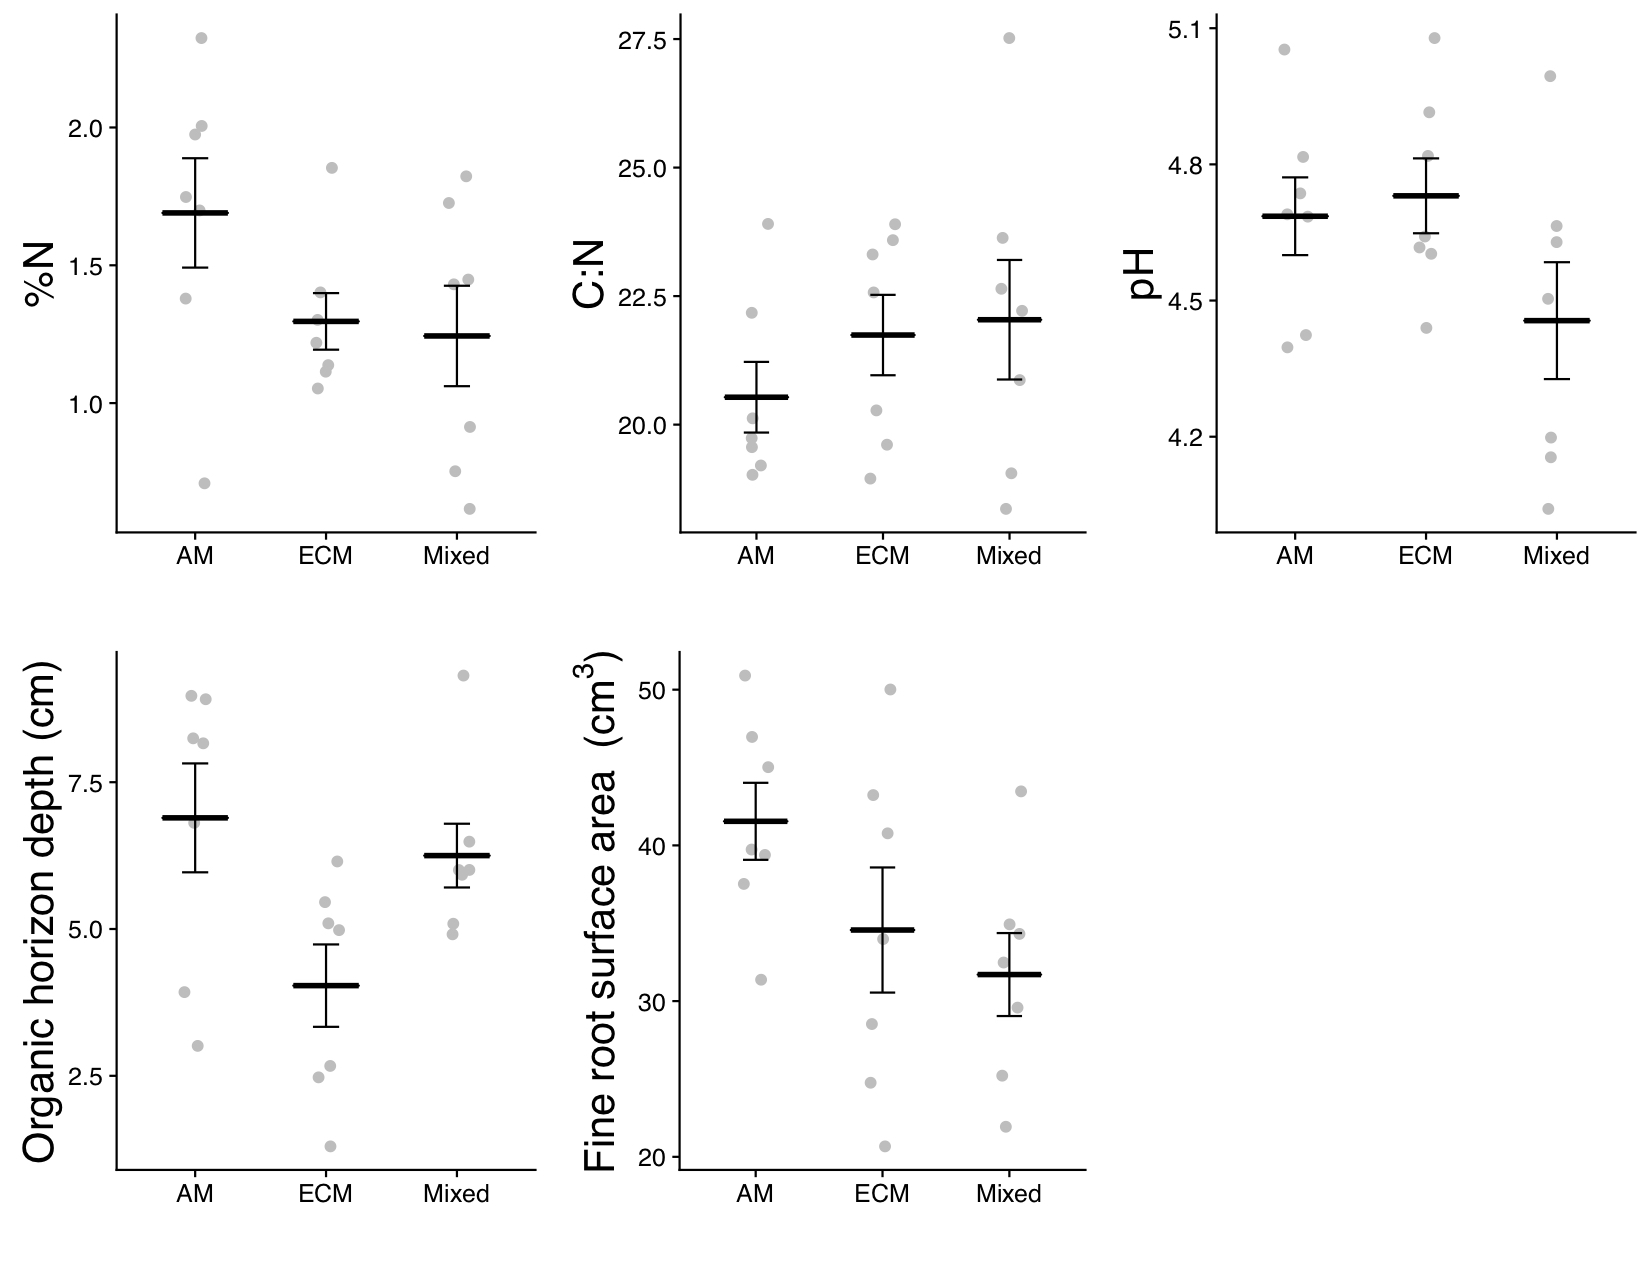 %N
2.0
1.5
1.0
AM ECM Mixed
C:N
27.5
25.0
22.5
20.0
AM ECM Mixed
pH
5.1
4.8
4.5
4.2
AM ECM Mixed
Organic horizon depth (cm)
7.5
5.0
2.5
AM ECM Mixed
Fine root surface area (cm³)
50
40
30
20
AM ECM Mixed